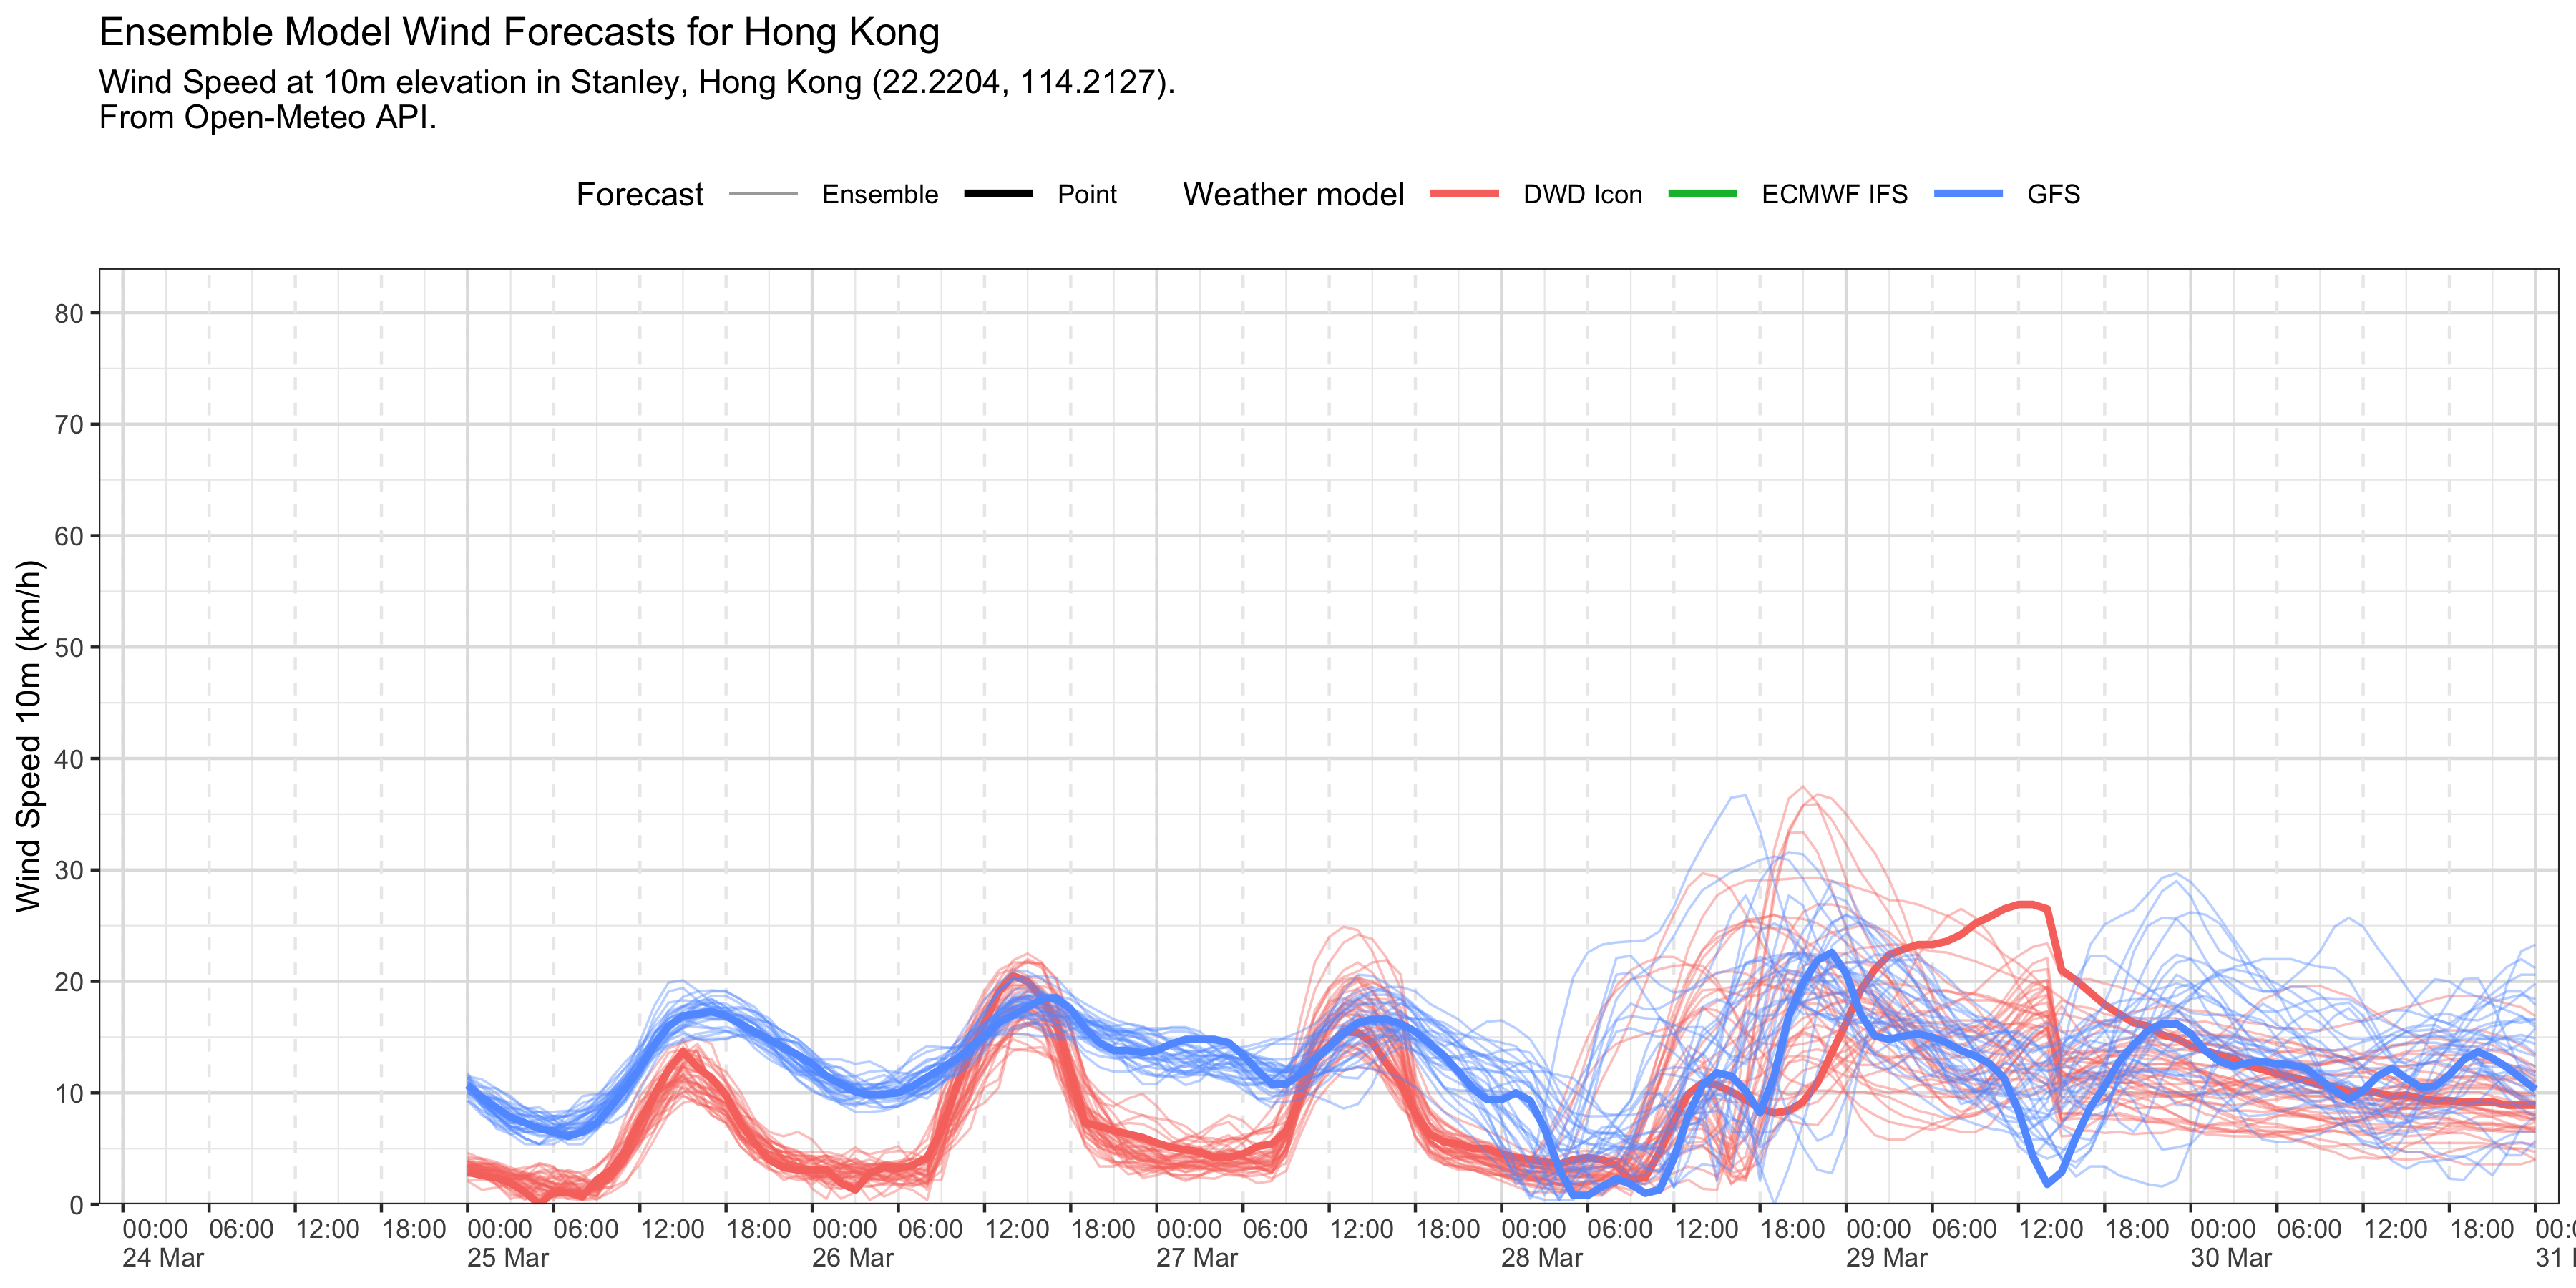 Ensemble Model Wind Forecasts for Hong Kong
Wind Speed at 10m elevation in Stanley, Hong Kong (22.2204, 114.2127).
From Open-Meteo API.
Forecast Ensemble Point Weather model DWD Icon ECMWF IFS GFS
Wind Speed 10m (km/h)
80
70
60
50
40
30
20
10
0
00:00 06:00 12:00 18:00 00:00 06:00 12:00 18:00 00:00 06:00 12:00 18:00 00:00 06:00 12:00 18:00 00:00 06:00 12:00 18:00 00:00 06:00 12:00 18:00 00:00 06:00 12:00 18:00
24 Mar 25 Mar 26 Mar 27 Mar 28 Mar 29 Mar 30 Mar 31